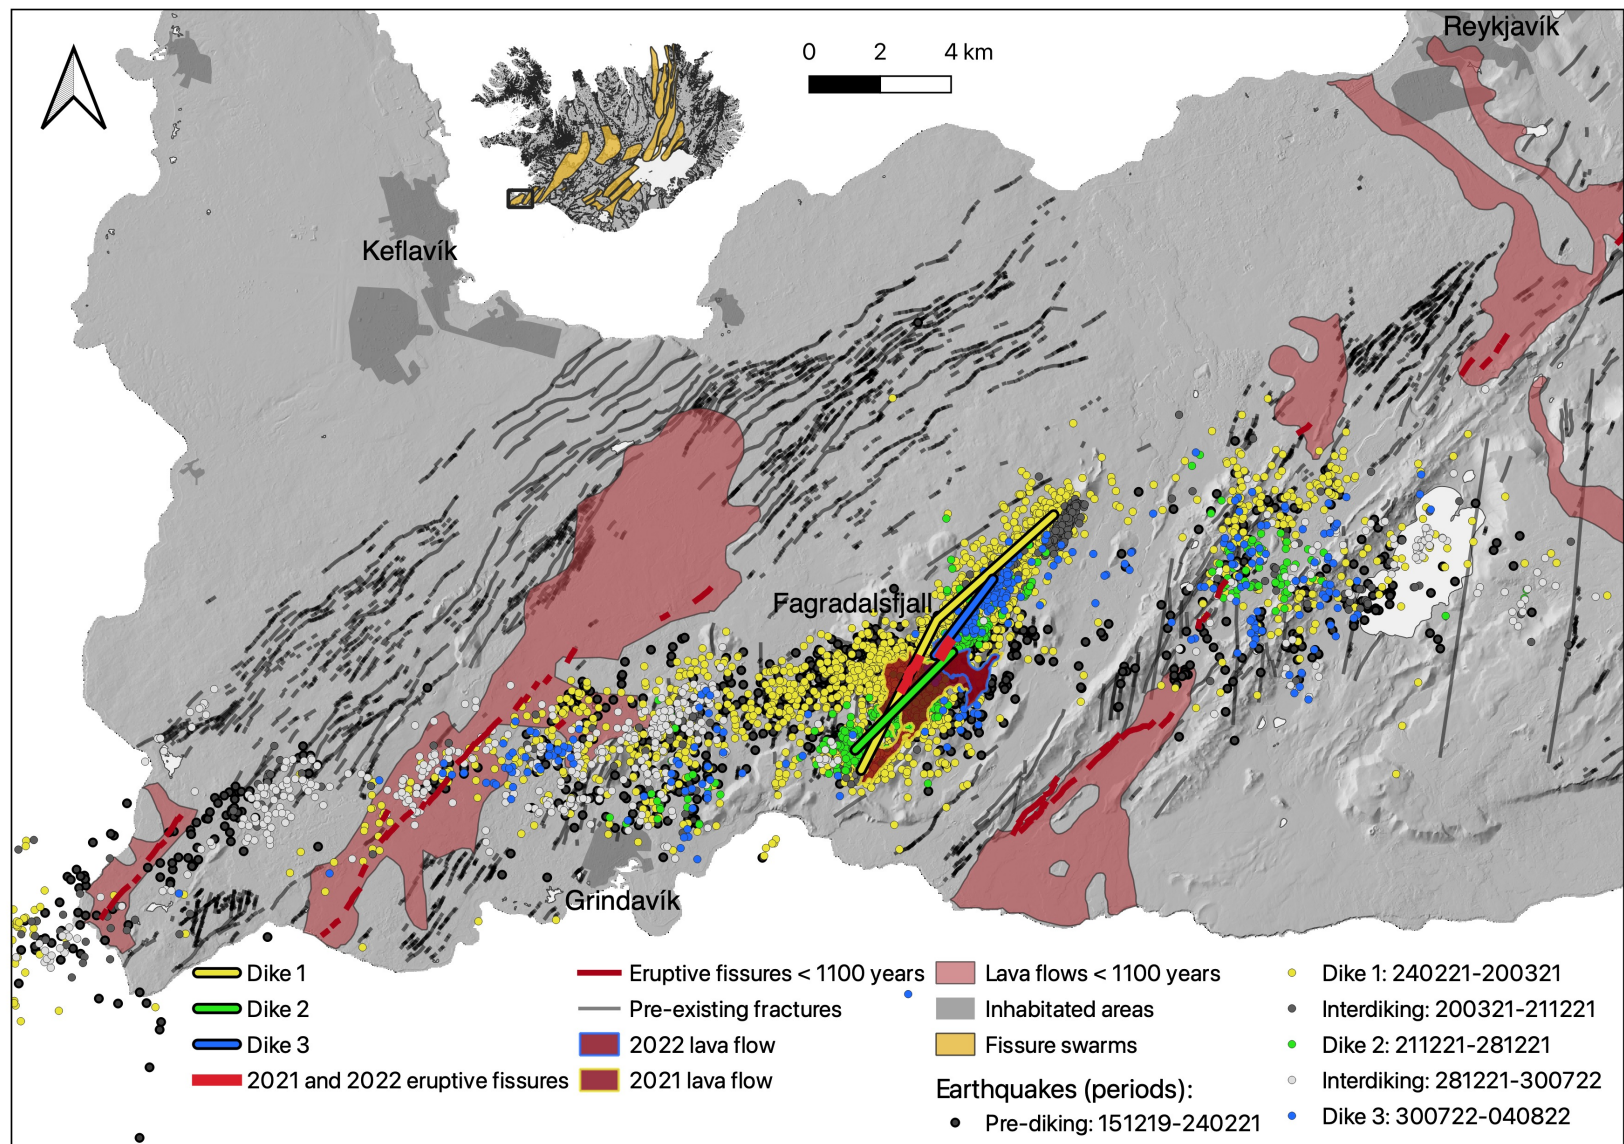 Reykjavík
0 2 4 km
Keflavík
Fagradalsfjall
Grindavík
Dike 1
Dike 2
Dike 3
2021 and 2022 eruptive fissures
Eruptive fissures < 1100 years
Pre-existing fractures
2022 lava flow
2021 lava flow
Lava flows < 1100 years
Inhabitated areas
Fissure swarms
Earthquakes (periods):
Pre-diking: 151219-240221
Dike 1: 240221-200321
Interdiking: 200321-211221
Dike 2: 211221-281221
Interdiking: 281221-300722
Dike 3: 300722-040822